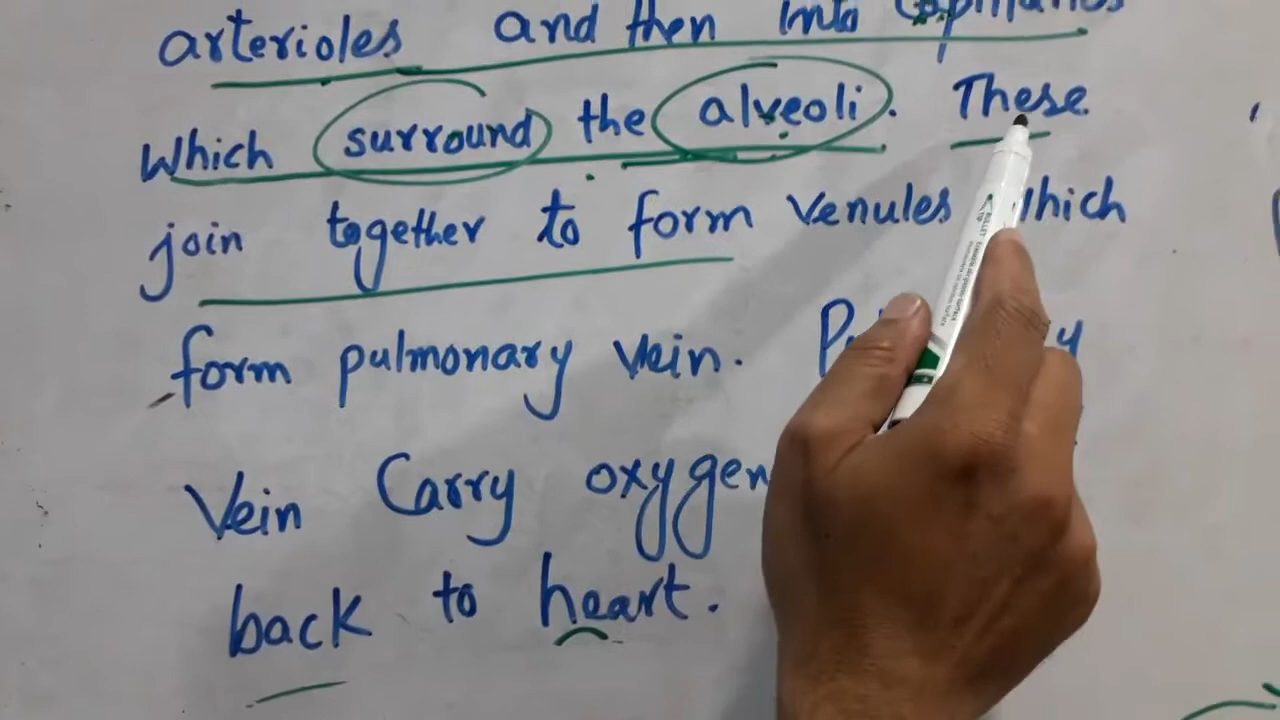 arterioles and then into capillaries
which surround the alveoli. These
join together to form venules which
form pulmonary vein. 
Vein Carry oxygen
back to heart.